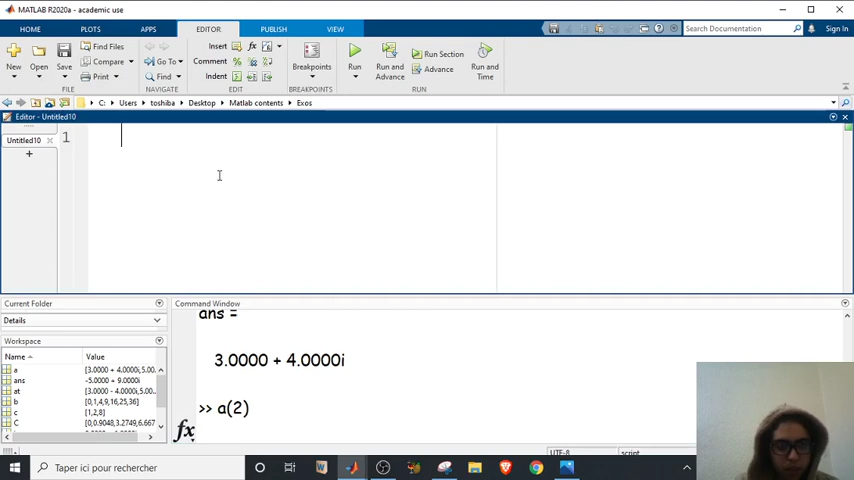 MATLAB R2020a - academic use
HOME PLOTS APPS EDITOR PUBLISH VIEW Search Documentation Sign In
New Open Save Find Files Compare Print Go To Find Insert Comment Indent fx Breakpoints Run Run and Advance Run Section Advance Run and Time
FILE NAVIGATE EDIT BREAKPOINTS RUN
C: Users toshiba Desktop Matlab contents Exos
Editor - Untitled10
Untitled10
+
1
Current Folder
Details
Workspace
Name Value
a [3.0000 + 4.0000i,5.00...
ans -5.0000 + 9.0000i
at [3.0000 - 4.0000i,5.00...
b [0,1,4,9,16,25,36]
c [1,2,8]
C [0,0.9048,3.2749,6.667
Command Window
ans =
3.0000 + 4.0000i
>> a(2)
fx
UTF-8 script
Taper ici pour rechercher